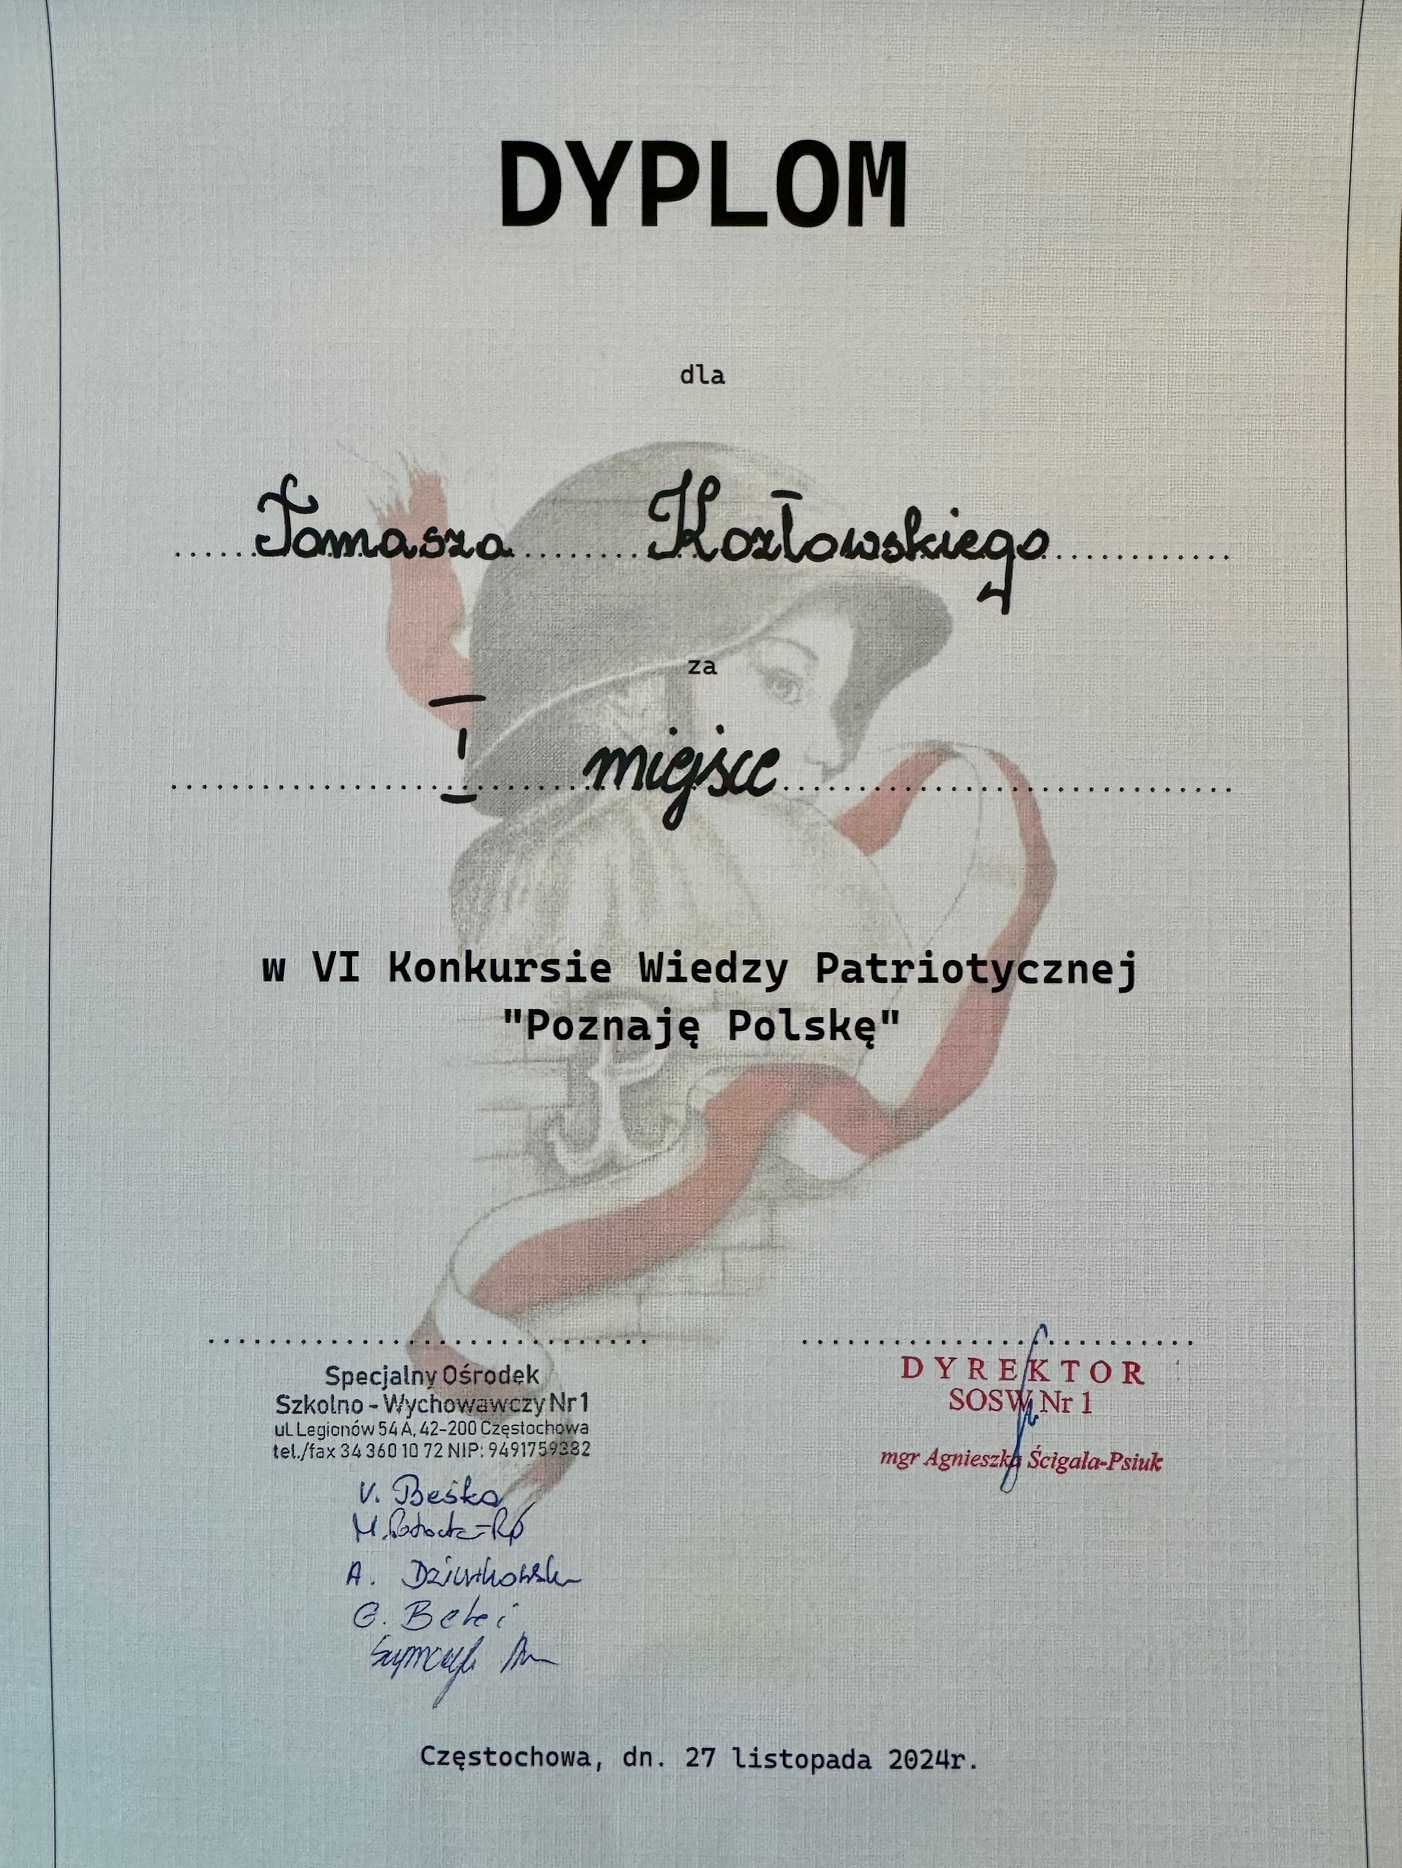 DYPLOM
dla
Tomasza Kozłowskiego
za
I miejsce
w VI Konkursie Wiedzy Patriotycznej
"Poznaję Polskę"
Specjalny Ośrodek
Szkolno - Wychowawczy Nr 1
ul. Legionów 54 A, 42-200 Częstochowa
tel./fax 34 360 10 72 NIP: 9491759382
DYREKTOR
SOSW Nr 1
mgr Agnieszka Ścigała-Psiuk
V. Beśka
A.
G.
Częstochowa, dn. 27 listopada 2024r.